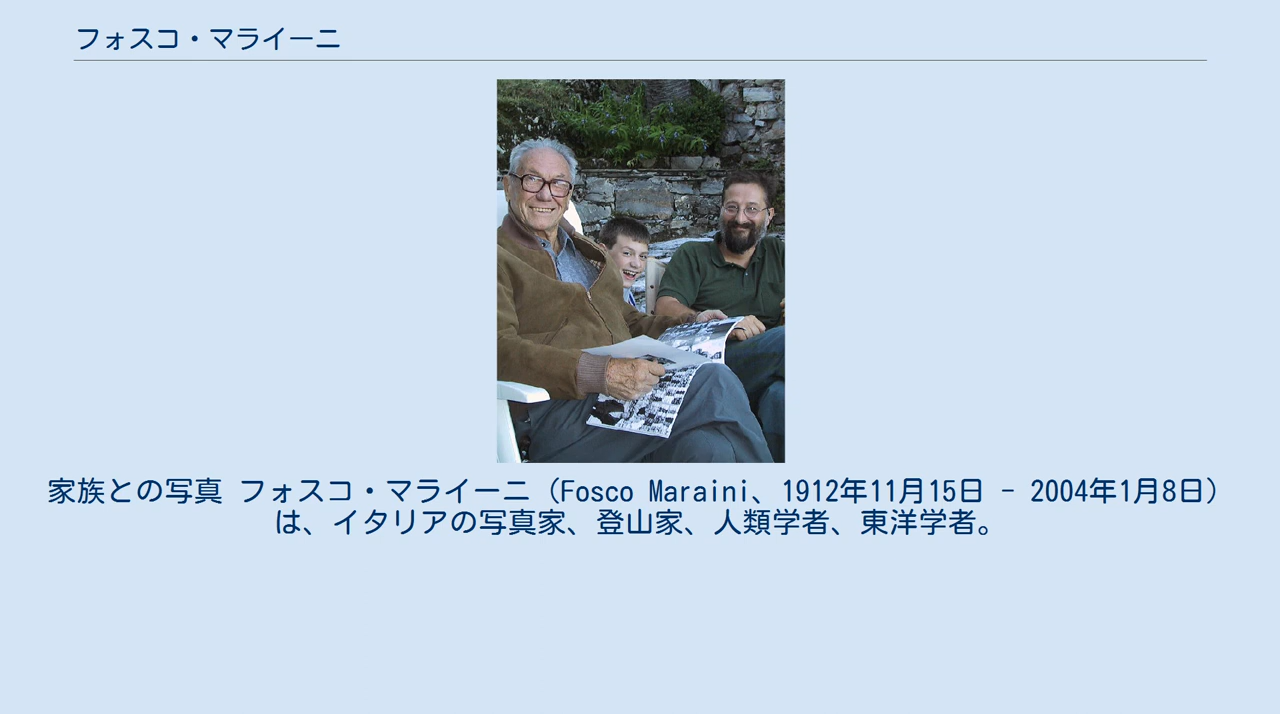 フォスコ・マライーニ
家族との写真 フォスコ・マライーニ（Fosco Maraini、1912年11月15日 - 2004年1月8日）
は、イタリアの写真家、登山家、人類学者、東洋学者。